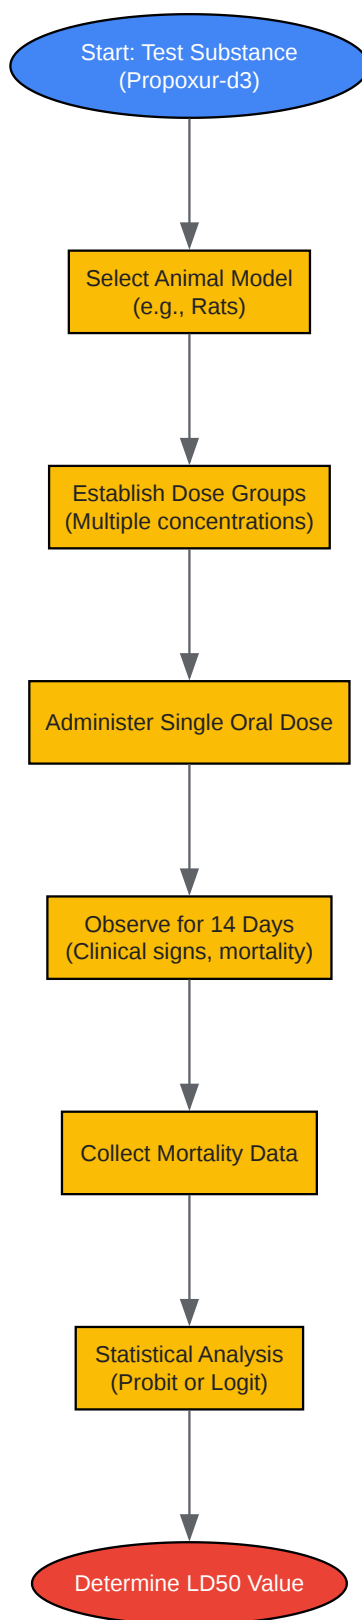 Start: Test Substance
(Propoxur-d3)
Select Animal Model
(e.g., Rats)
Establish Dose Groups
(Multiple concentrations)
Administer Single Oral Dose
Observe for 14 Days
(Clinical signs, mortality)
Collect Mortality Data
Statistical Analysis
(Probit or Logit)
Determine LD50 Value